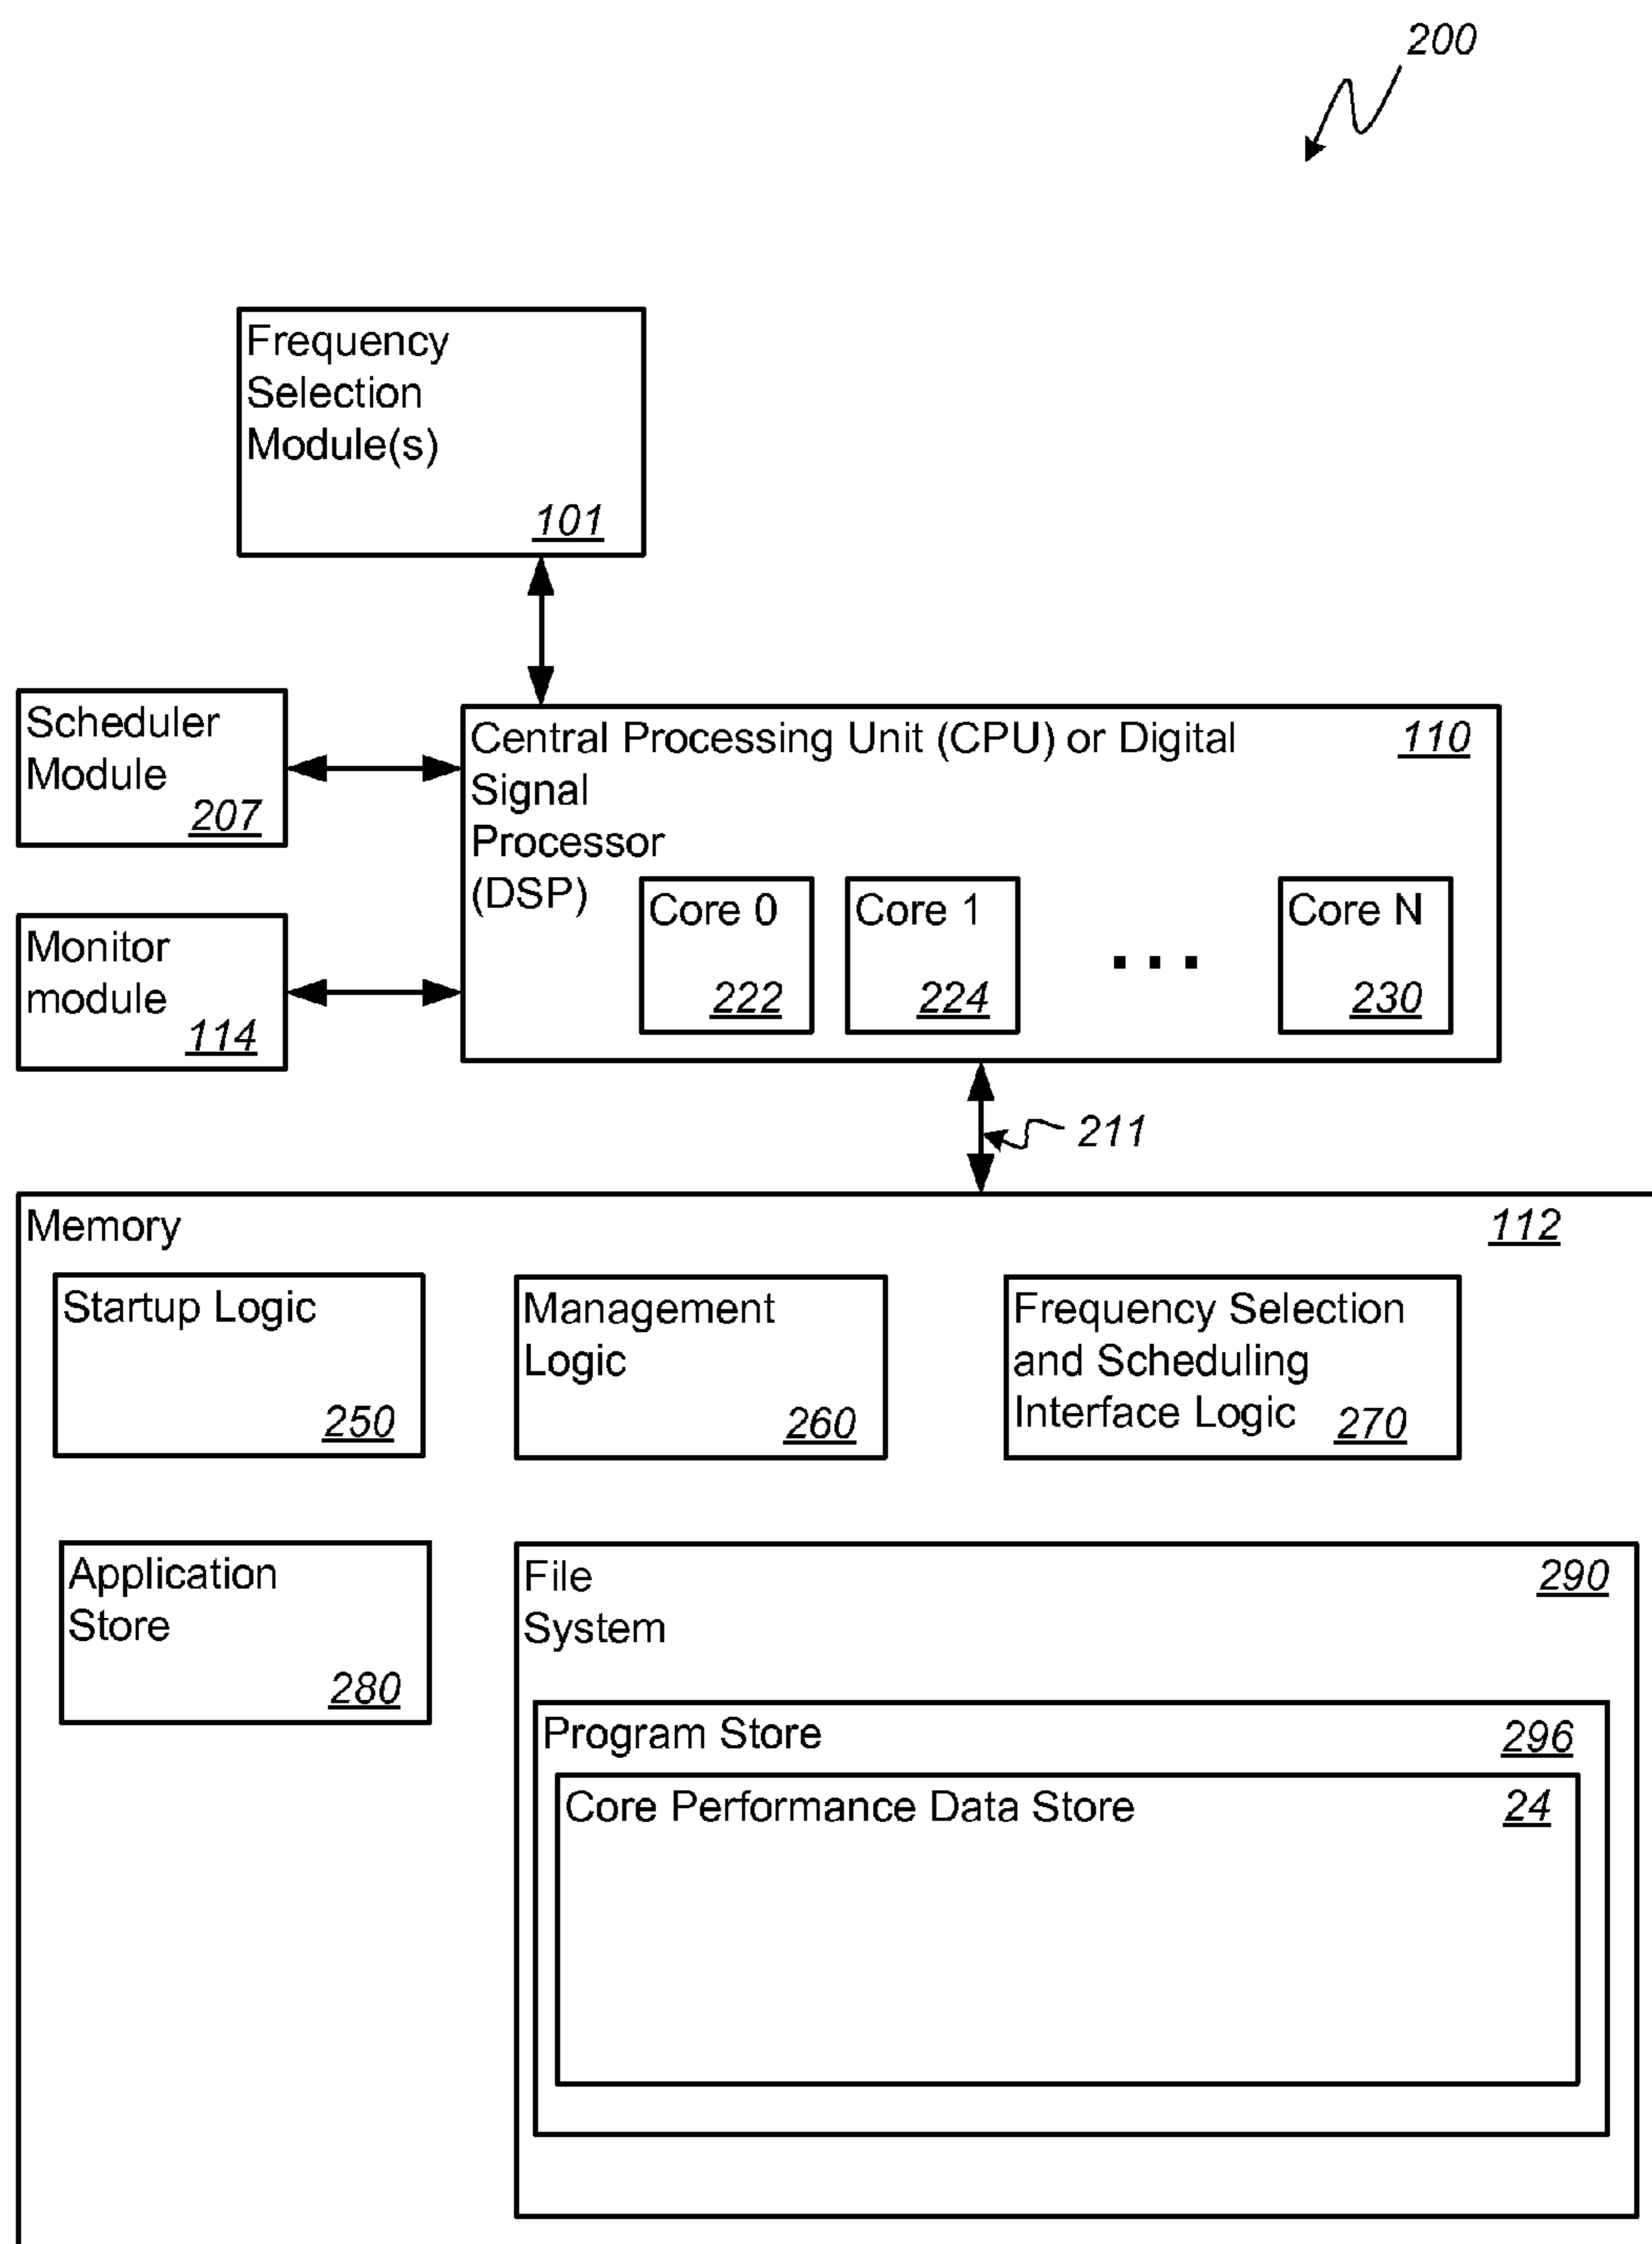 200
Frequency
Selection
Module(s)
101
Scheduler
Module
207
Central Processing Unit (CPU) or Digital
Signal
Processor
(DSP)
110
Monitor
module
114
Core 0
222
Core 1
224
...
Core N
230
211
Memory
112
Startup Logic
250
Management
Logic
260
Frequency Selection
and Scheduling
Interface Logic
270
Application
Store
280
File
System
290
Program Store
296
Core Performance Data Store
24